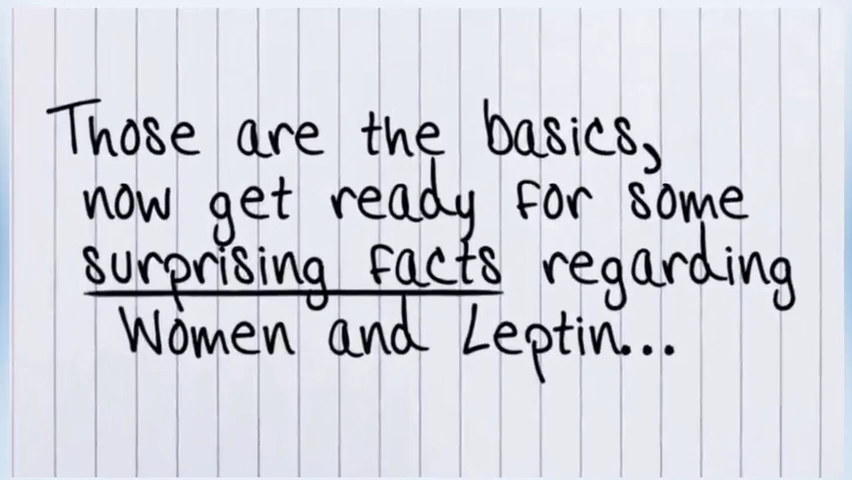 Those are the basics,
now get ready for some
surprising facts regarding
Women and Leptin...